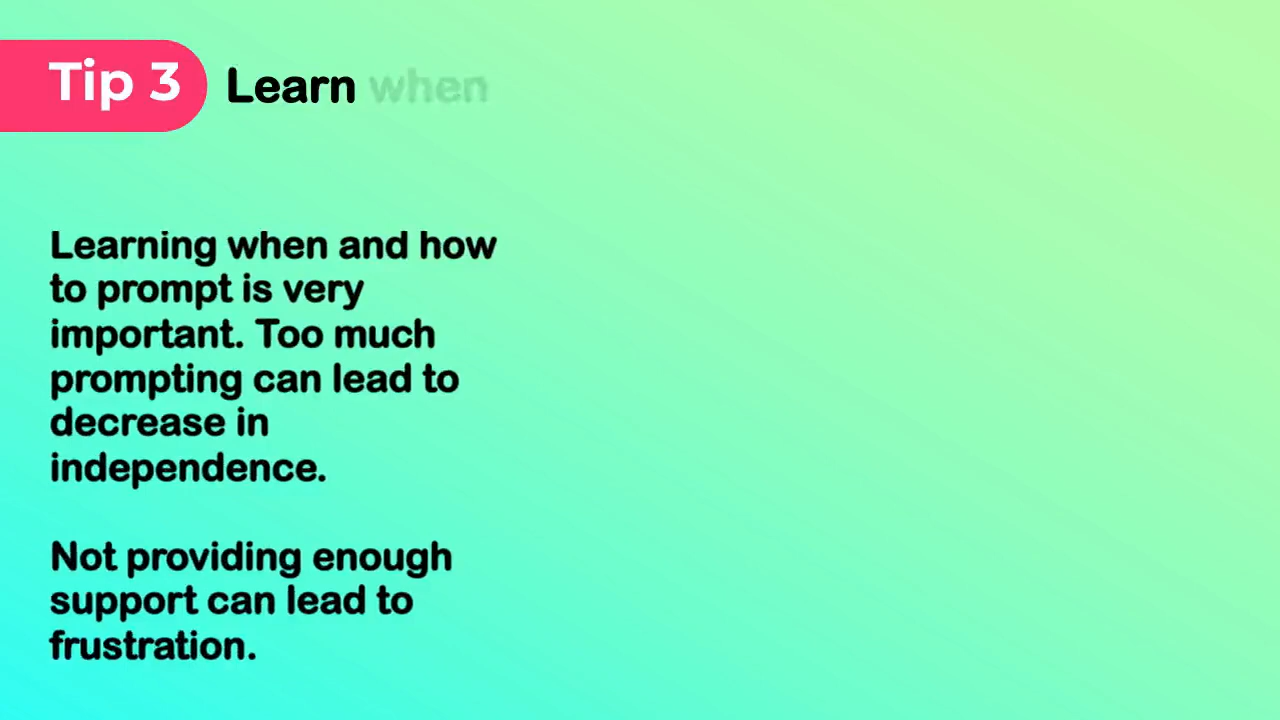 Tip 3 Learn when
Learning when and how
to prompt is very
important. Too much
prompting can lead to
decrease in
independence.
Not providing enough
support can lead to
frustration.